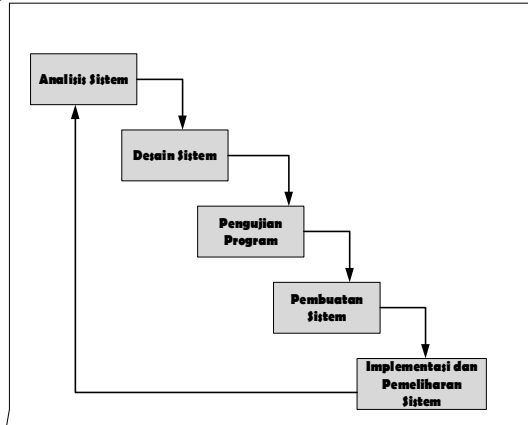 Analisis Sistem
Desain Sistem
Pengujian
Program
Pembuatan
Sistem
Implementasi dan
Pemeliharan
Sistem